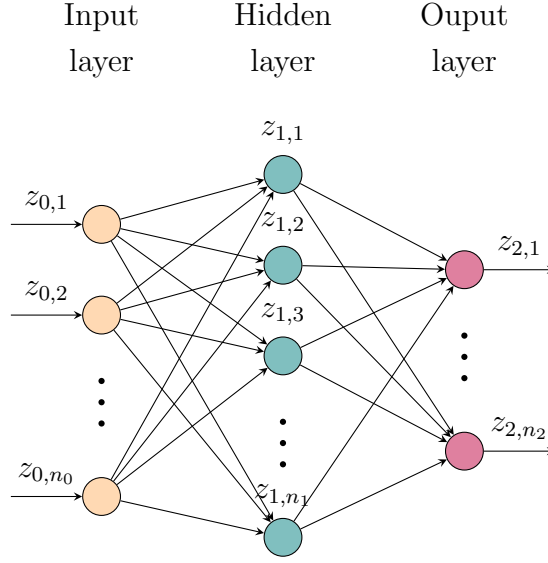 Input Hidden Ouput
layer layer layer
z_{1,1}
z_{0,1}
z_{1,2}
z_{2,1}
z_{0,2}
z_{1,3}
z_{2,n_2}
z_{0,n_0}
z_{1,n_1}